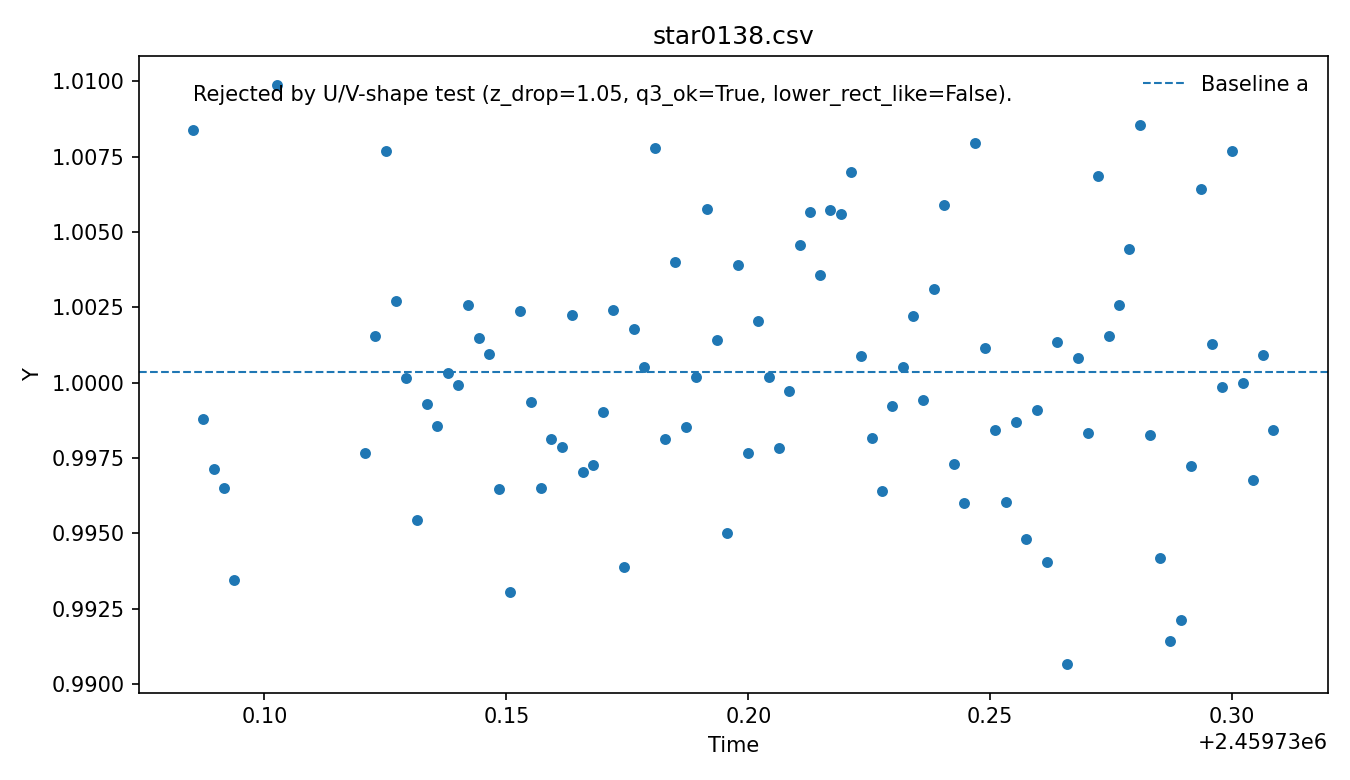 star0138.csv
Rejected by U/V-shape test (z_drop=1.05, q3_ok=True, lower_rect_like=False).
Baseline a
1.0100
1.0075
1.0050
1.0025
1.0000
0.9975
0.9950
0.9925
0.9900
Y
0.10 0.15 0.20 0.25 0.30
Time
+2.45973e6